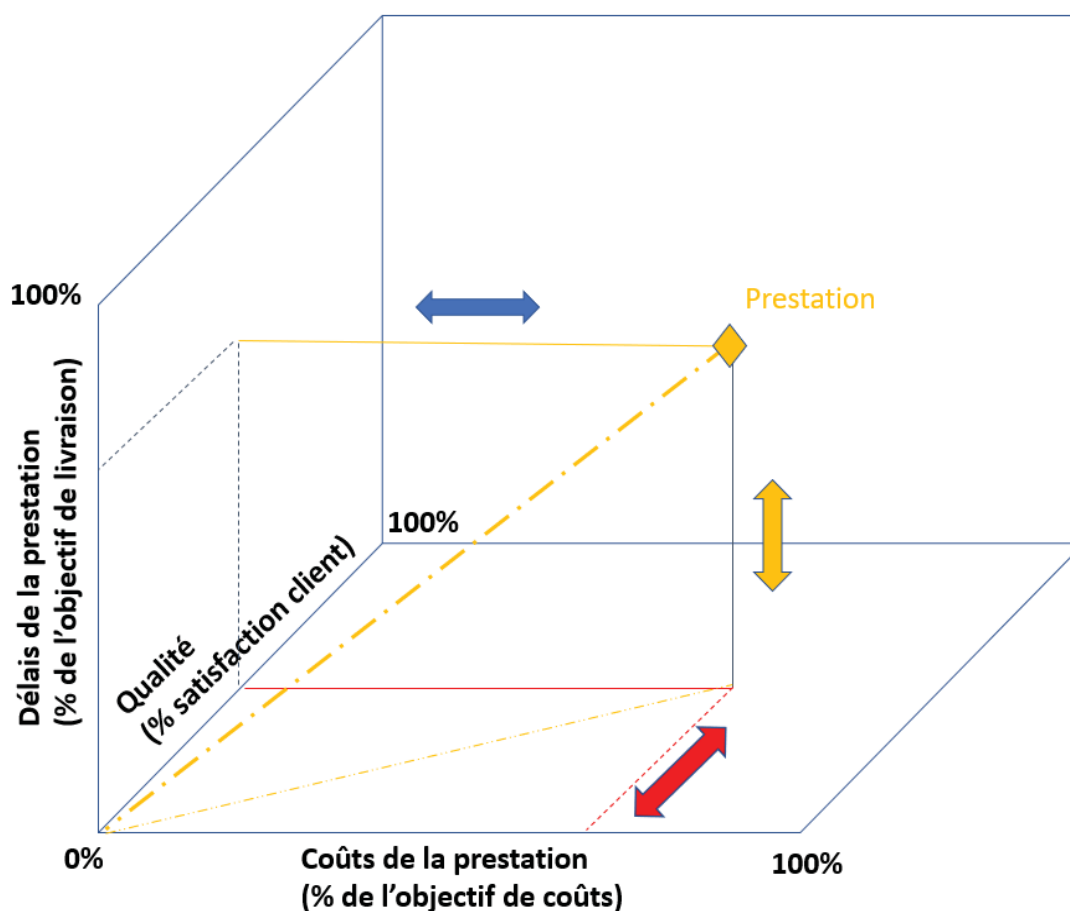 100%
Prestation
Délais de la prestation
(% de l’objectif de livraison)
100%
Qualité
(% satisfaction client)
0%
Coûts de la prestation
(% de l’objectif de coûts)
100%